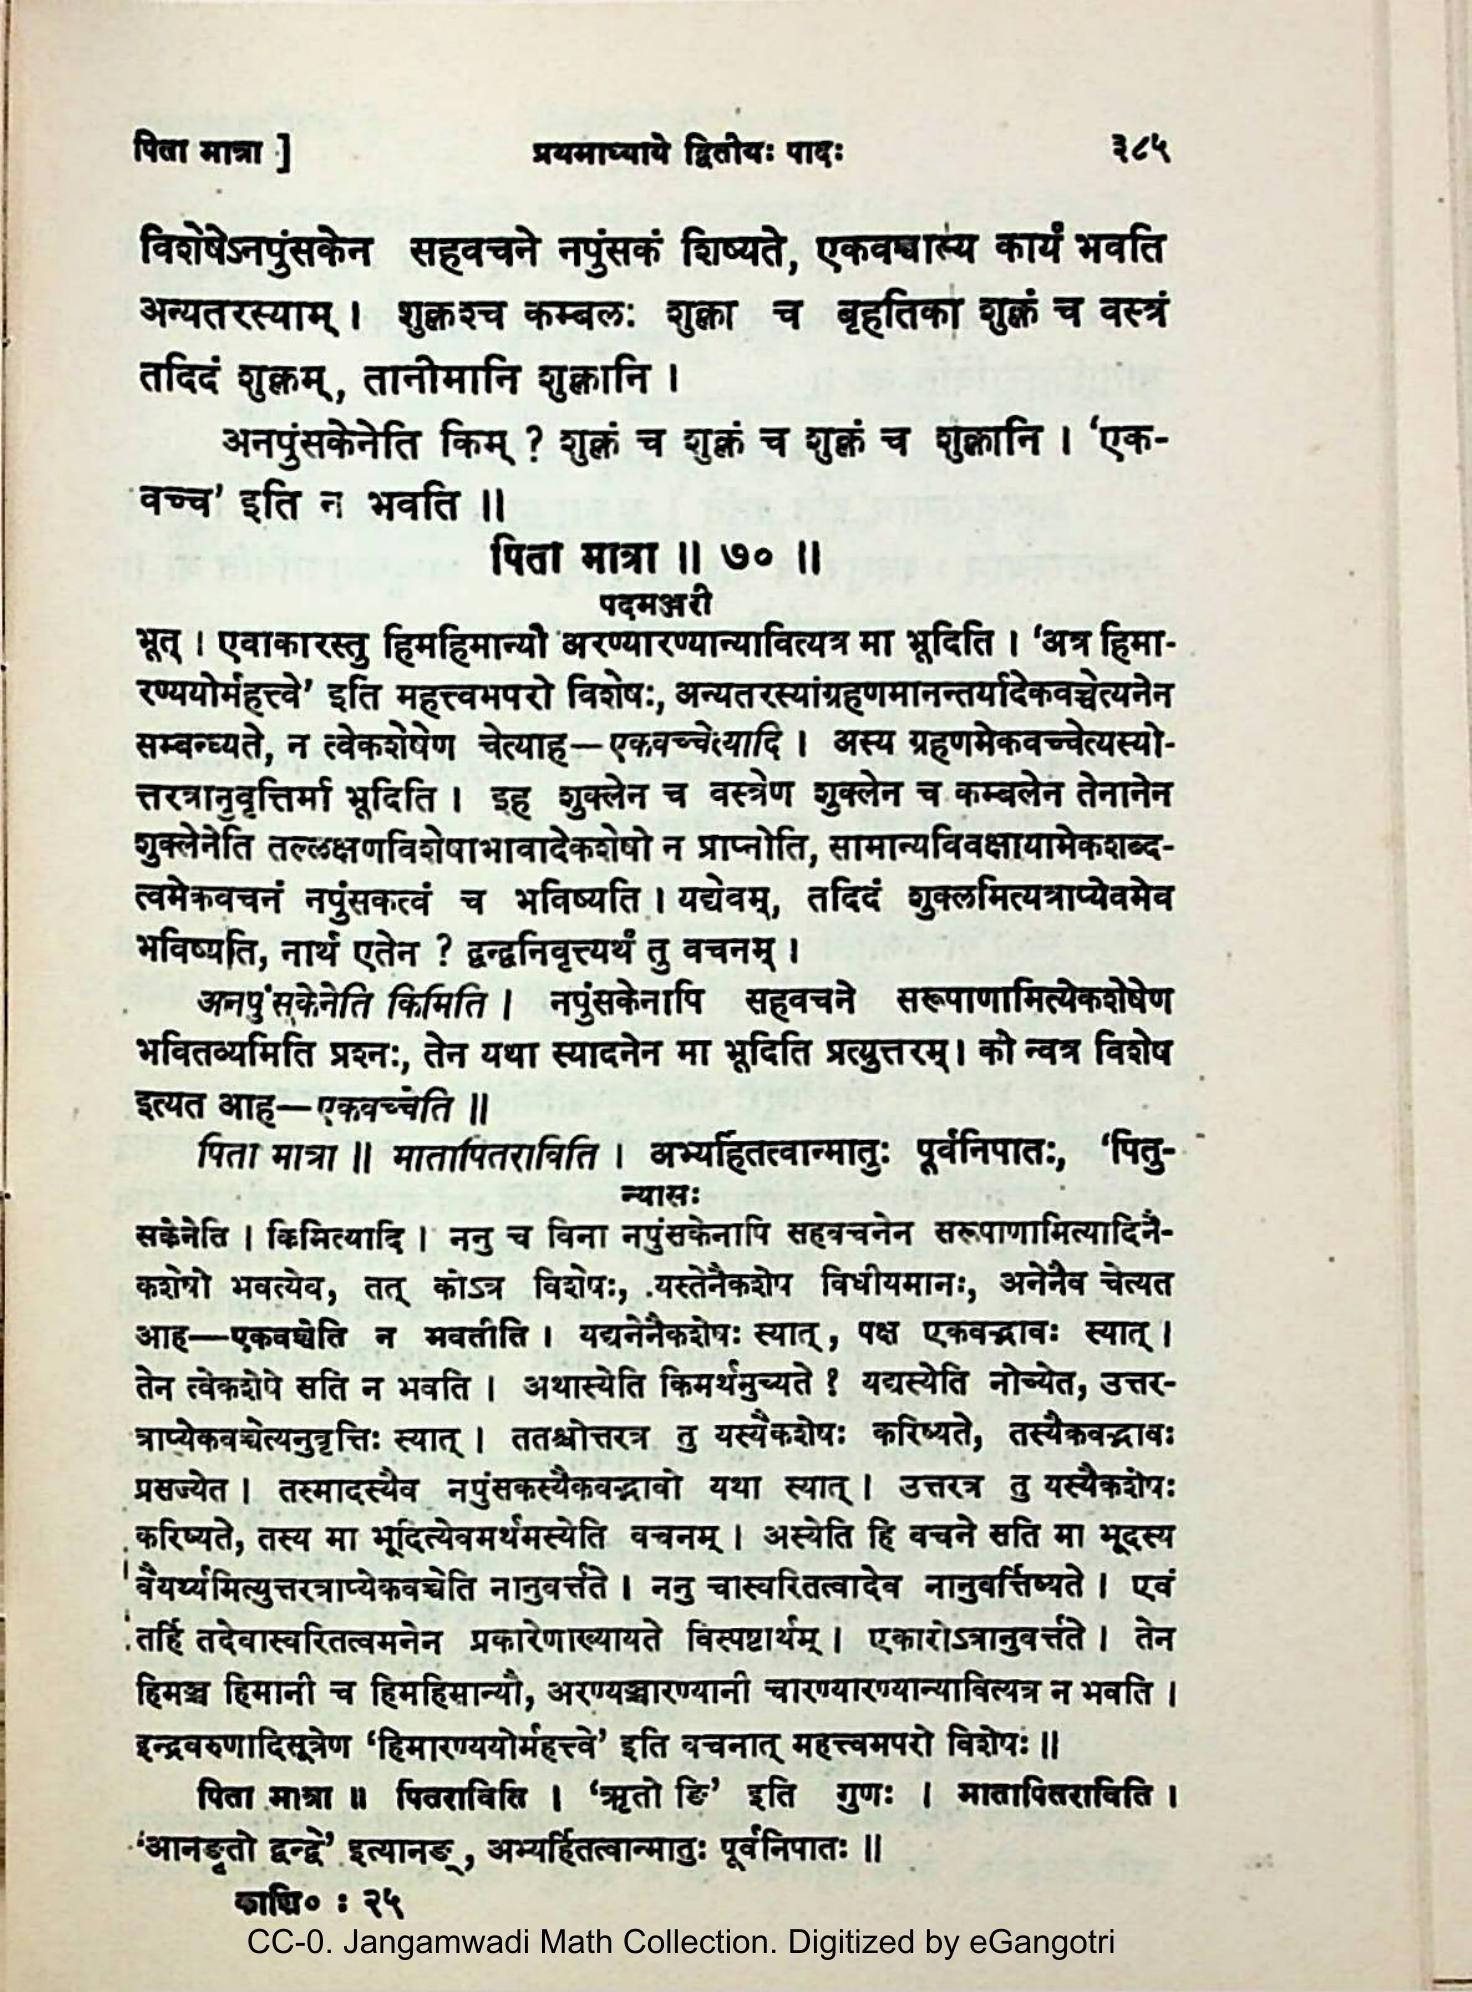 पिता मात्रा ]
प्रथमाध्याये द्वितीयः पादः
३८५
विशेषेऽनपुंसकेन सहवचने नपुंसकं शिष्यते, एकवच्चास्य कार्यं भवति
अन्यतरस्याम् । शुक्लश्च कम्बलः शुक्ला च बृहतिका शुक्लं च वस्त्रं
तदिदं शुक्लम्, तानीमानि शुक्लानि ।
अनपुंसकेनेति किम् ? शुक्लं च शुक्लं च शुक्लं च शुक्लानि । ‘एक-
वच्च’ इति न भवति ॥
पिता मात्रा ॥ ७० ॥
पदमञ्जरी
भूत् । एवाकारस्तु हिमहिमान्यौ अरण्यारण्यान्यावित्यत्र मा भूदिति । ‘अत्र हिमा-
रण्ययोर्महत्त्वे’ इति महत्त्वमपरो विशेषः, अन्यतरस्यांग्रहणमानन्तर्यादेकवच्चेत्यनेन
सम्बन्ध्यते, न त्वेकशेषेण चेत्याह—एकवच्चेत्यादि । अस्य ग्रहणमेकवच्चेत्यस्यो-
त्तरत्रानुवृत्तिर्मा भूदिति । इह शुक्लेन च वस्त्रेण शुक्लेन च कम्बलेन तेनानेन
शुक्लेनेति तल्लक्षणविशेषाभावादेकशेषो न प्राप्नोति, सामान्यविवक्षायामेकशब्द-
त्वमेकवचनं नपुंसकत्वं च भविष्यति । यद्येवम्, तदिदं शुक्लमित्यत्राप्येवमेव
भविष्यति, नार्थ एतेन ? द्वन्द्वनिवृत्त्यर्थं तु वचनम् ।
अनपुंसकेनेति किमिति । नपुंसकेनापि सहवचने सरूपाणामित्येकशेषेण
भवितव्यमिति प्रश्नः, तेन यथा स्यादनेन मा भूदिति प्रत्युत्तरम् । को न्वत्र विशेष
इत्यत आह—एकवच्चेति ॥
पिता मात्रा ॥ मातापितराविति । अभ्यर्हितत्वान्मातुः पूर्वनिपातः, ‘पितु-
न्यासः
सकेनेति । किमित्यादि । ननु च विना नपुंसकेनापि सहवचनेन सरूपाणामित्यादिनै-
कशेषो भवत्येव, तत् कोऽत्र विशेषः, यस्तेनैकशेष विधीयमानः, अनेनैव चेत्यत
आह—एकवच्चेति न भवतीति । यद्यनेनैकशेषः स्यात्, पक्ष एकवद्भावः स्यात् ।
तेन त्वेकशेषे सति न भवति । अथास्येति किमर्थमुच्यते ? यद्यस्येति नोच्येत, उत्तर-
त्राप्येकवच्चेत्यनुवृत्तिः स्यात् । ततश्चोत्तरत्र तु यस्यैकशेषः करिष्यते, तस्यैकवद्भावः
प्रसज्येत । तस्मादस्यैव नपुंसकस्यैकवद्भावो यथा स्यात् । उत्तरत्र तु यस्यैकशेषः
करिष्यते, तस्य मा भूदित्येवमर्थमस्येति वचनम् । अस्येति हि वचने सति मा भूदस्य
वैयर्थ्यमित्युत्तरत्राप्येकवच्चेति नानुवर्त्तते । ननु चास्वरितत्वादेव नानुवर्त्तिष्यते । एवं
तर्हि तदेवास्वरितत्वमनेन प्रकारेणाख्यायते विस्पष्टार्थम् । एकारोऽत्रानुवर्त्तते । तेन
हिमञ्च हिमानी च हिमहिमान्यौ, अरण्यञ्चारण्यानी चारण्यारण्यान्यावित्यत्र न भवति ।
इन्द्रवरुणादिसूत्रेण ‘हिमारण्ययोर्महत्त्वे’ इति वचनात् महत्त्वमपरो विशेषः ॥
पिता मात्रा ॥ पितराविति । ‘ऋतो ङि’ इति गुणः । मातापितराविति ।
‘आनङृतो द्वन्द्वे’ इत्यानङ्, अभ्यर्हितत्वान्मातुः पूर्वनिपातः ॥
काशि० : २५
CC-0. Jangamwadi Math Collection. Digitized by eGangotri